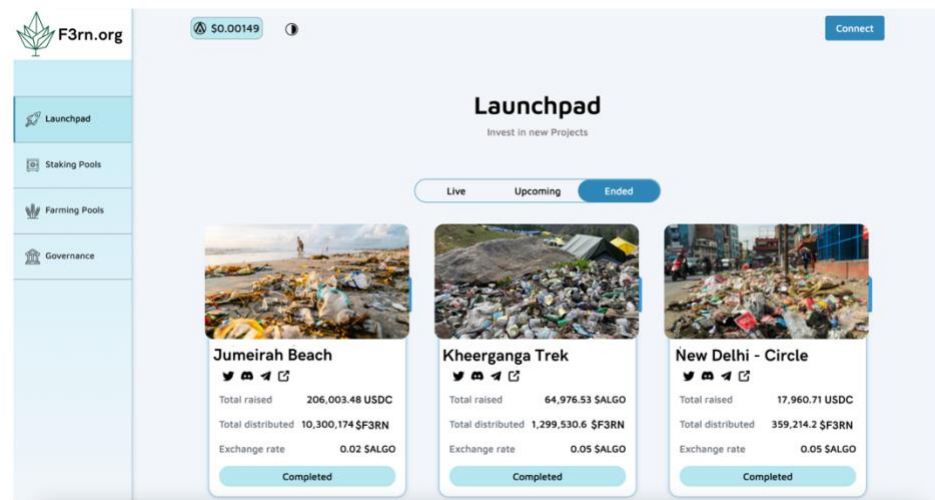 F3rn.org
$0.00149
Connect
Launchpad
Staking Pools
Farming Pools
Governance
Launchpad
Invest in new Projects
Live Upcoming Ended
Jumeirah Beach
Total raised 206,003.48 USDC
Total distributed 10,300,174 $F3RN
Exchange rate 0.02 $ALGO
Completed
Kheerganga Trek
Total raised 64,976.53 $ALGO
Total distributed 1,299,530.6 $F3RN
Exchange rate 0.05 $ALGO
Completed
New Delhi - Circle
Total raised 17,960.71 USDC
Total distributed 359,214.2 $F3RN
Exchange rate 0.05 $ALGO
Completed